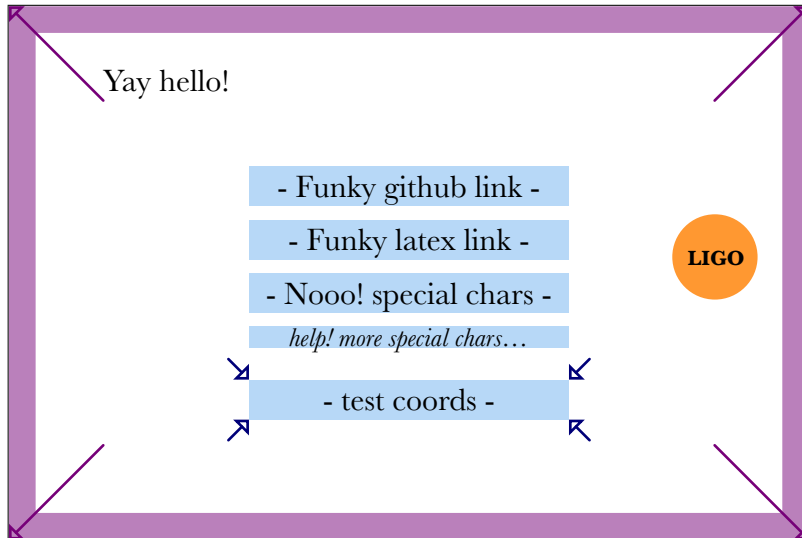 Yay hello!
- Funky github link -
- Funky latex link -
LIGO
- Nooo! special chars -
help! more special chars…
- test coords -